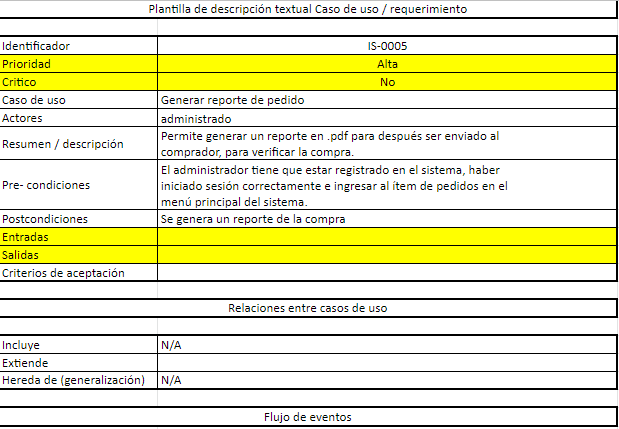 Plantilla de descripción textual Caso de uso / requerimiento
Identificador IS-0005
Prioridad Alta
Critico No
Caso de uso Generar reporte de pedido
Actores administrado
Resumen / descripción Permite generar un reporte en .pdf para después ser enviado al
comprador, para verificar la compra.
Pre- condiciones El administrador tiene que estar registrado en el sistema, haber
iniciado sesión correctamente e ingresar al ítem de pedidos en el
menú principal del sistema.
Postcondiciones Se genera un reporte de la compra
Entradas
Salidas
Criterios de aceptación
Relaciones entre casos de uso
Incluye N/A
Extiende
Hereda de (generalización) N/A
Flujo de eventos